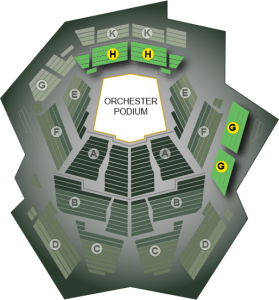 K K
H H
G E E
ORCHESTER
PODIUM
F F G
A A
G
B B
D C C D